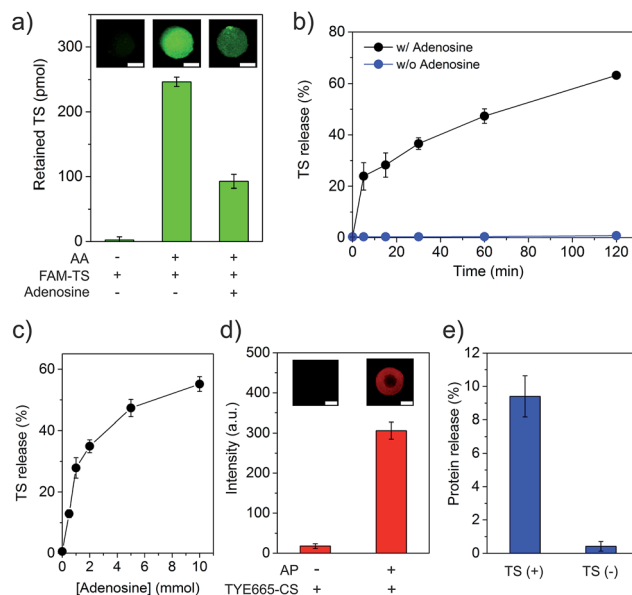 a)
Retained TS (pmol)
300
200
100
0
AA - + +
FAM-TS + + +
Adenosine - - +
b)
TS release (%)
80
60
40
20
0
w/ Adenosine
w/o Adenosine
0 20 40 60 80 100 120
Time (min)
c)
TS release (%)
60
30
0
0 2 4 6 8 10
[Adenosine] (mmol)
d)
Intensity (a.u.)
500
400
300
200
100
0
AP - +
TYE665-CS + +
e)
Protein release (%)
12
10
8
6
4
2
0
TS (+) TS (-)